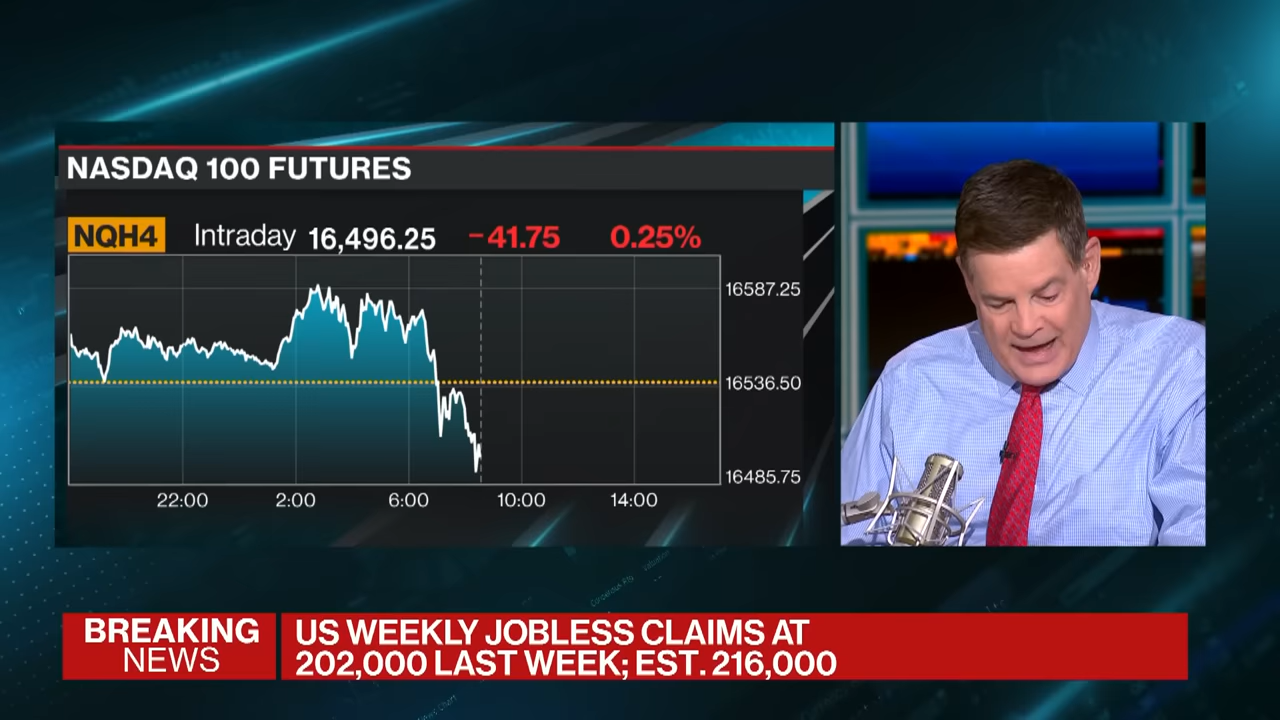 NASDAQ 100 FUTURES
NQH4 Intraday 16,496.25 -41.75 0.25%
16587.25
16536.50
16485.75
22:00 2:00 6:00 10:00 14:00
BREAKING
NEWS
US WEEKLY JOBLESS CLAIMS AT
202,000 LAST WEEK; EST. 216,000